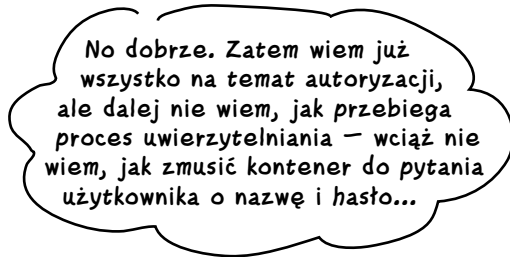 No dobrze. Zatem wiem już
wszystko na temat autoryzacji,
ale dalej nie wiem, jak przebiega
proces uwierzytelniania – wciąż nie
wiem, jak zmusić kontener do pytania
użytkownika o nazwę i hasło...